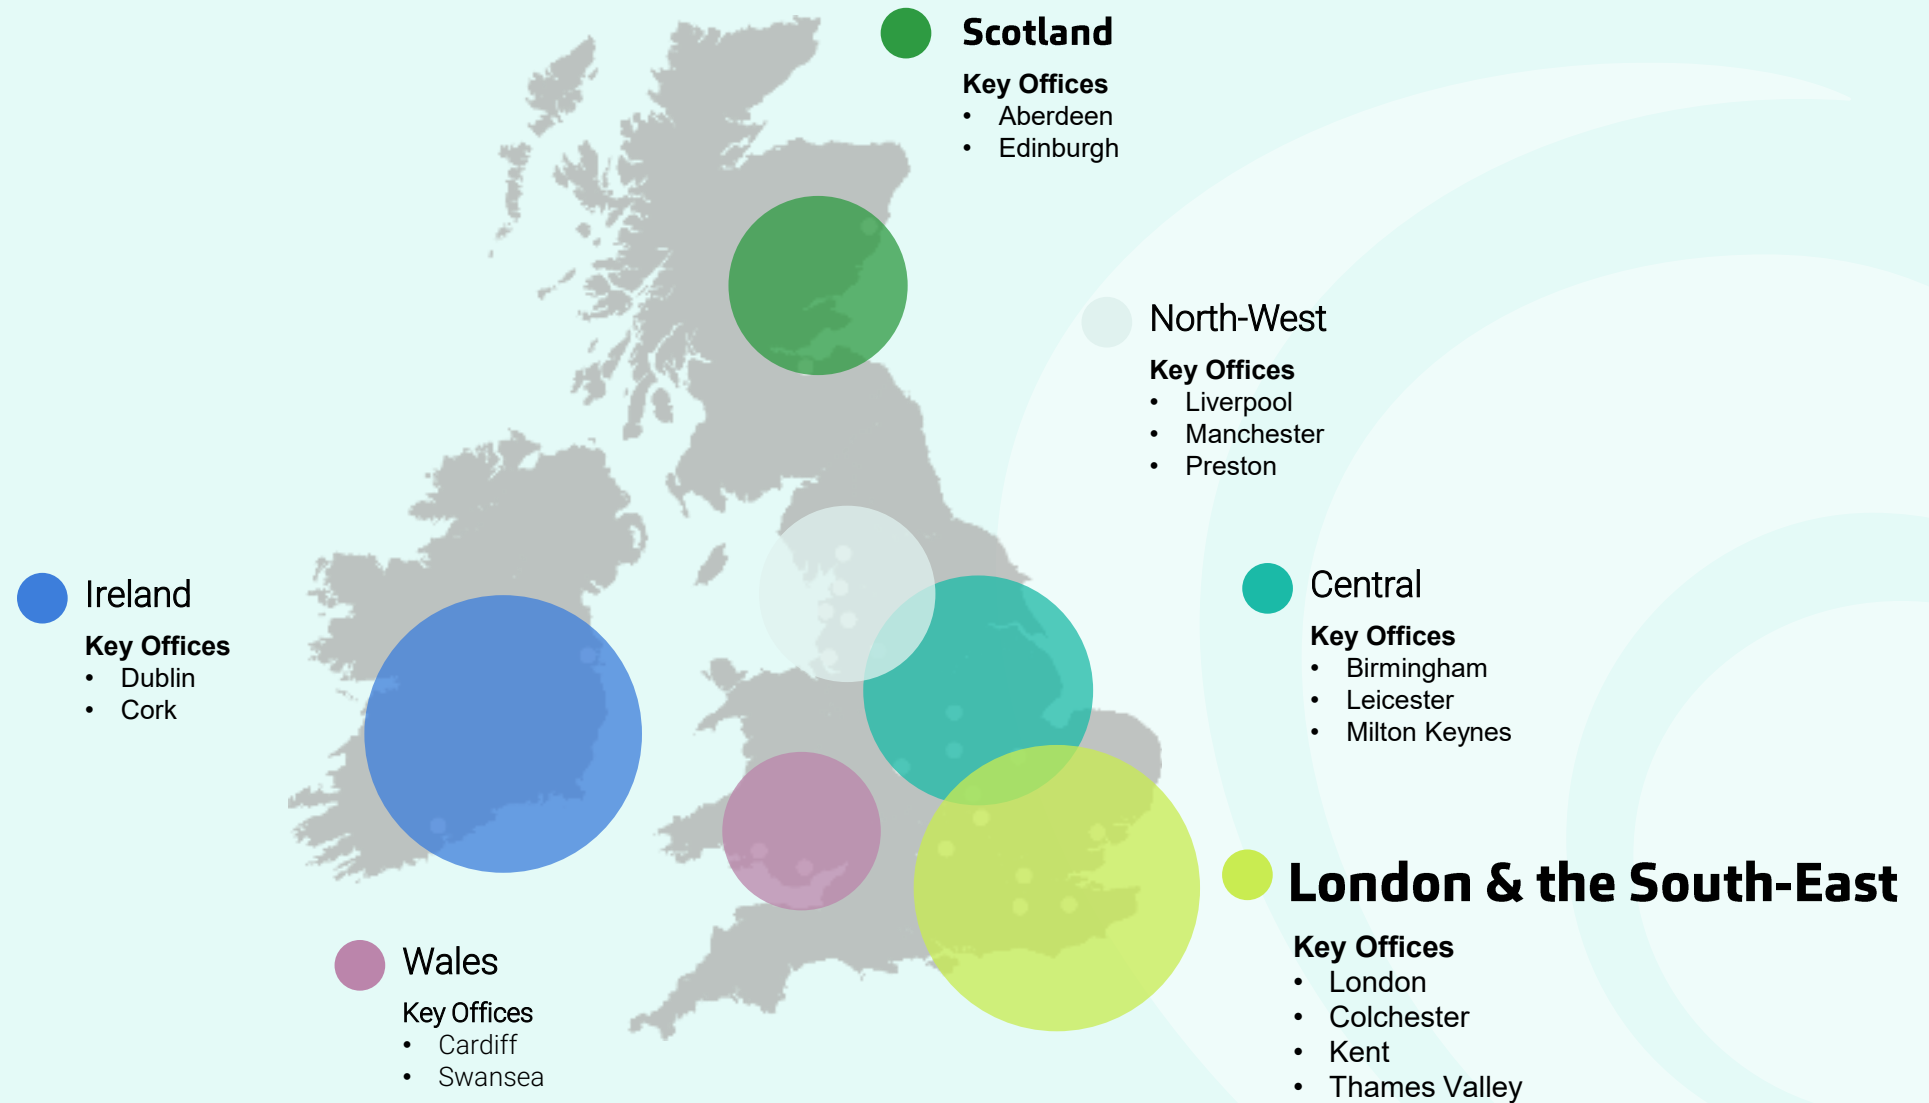 Scotland
Key Offices
• Aberdeen
• Edinburgh
North-West
Key Offices
• Liverpool
• Manchester
• Preston
Ireland
Key Offices
• Dublin
• Cork
Central
Key Offices
• Birmingham
• Leicester
• Milton Keynes
London & the South-East
Key Offices
• London
• Colchester
• Kent
• Thames Valley
Wales
Key Offices
• Cardiff
• Swansea